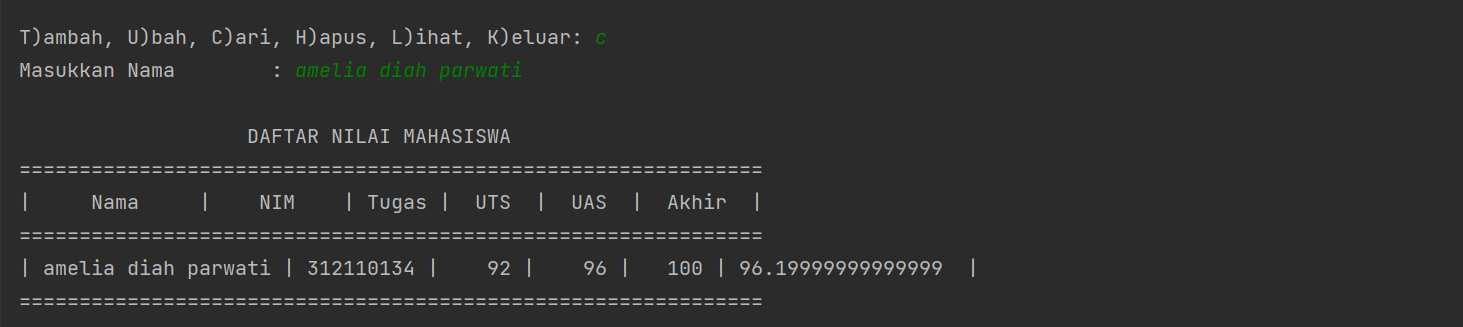 T)ambah, U)bah, C)ari, H)apus, L)ihat, K)eluar: c
Masukkan Nama        : amelia diah parwati
                   DAFTAR NILAI MAHASISWA
==============================================================
|     Nama     |    NIM    | Tugas |  UTS  |  UAS  |  Akhir  |
==============================================================
| amelia diah parwati | 312110134 |    92 |    96 |   100 | 96.19999999999999  |
==============================================================